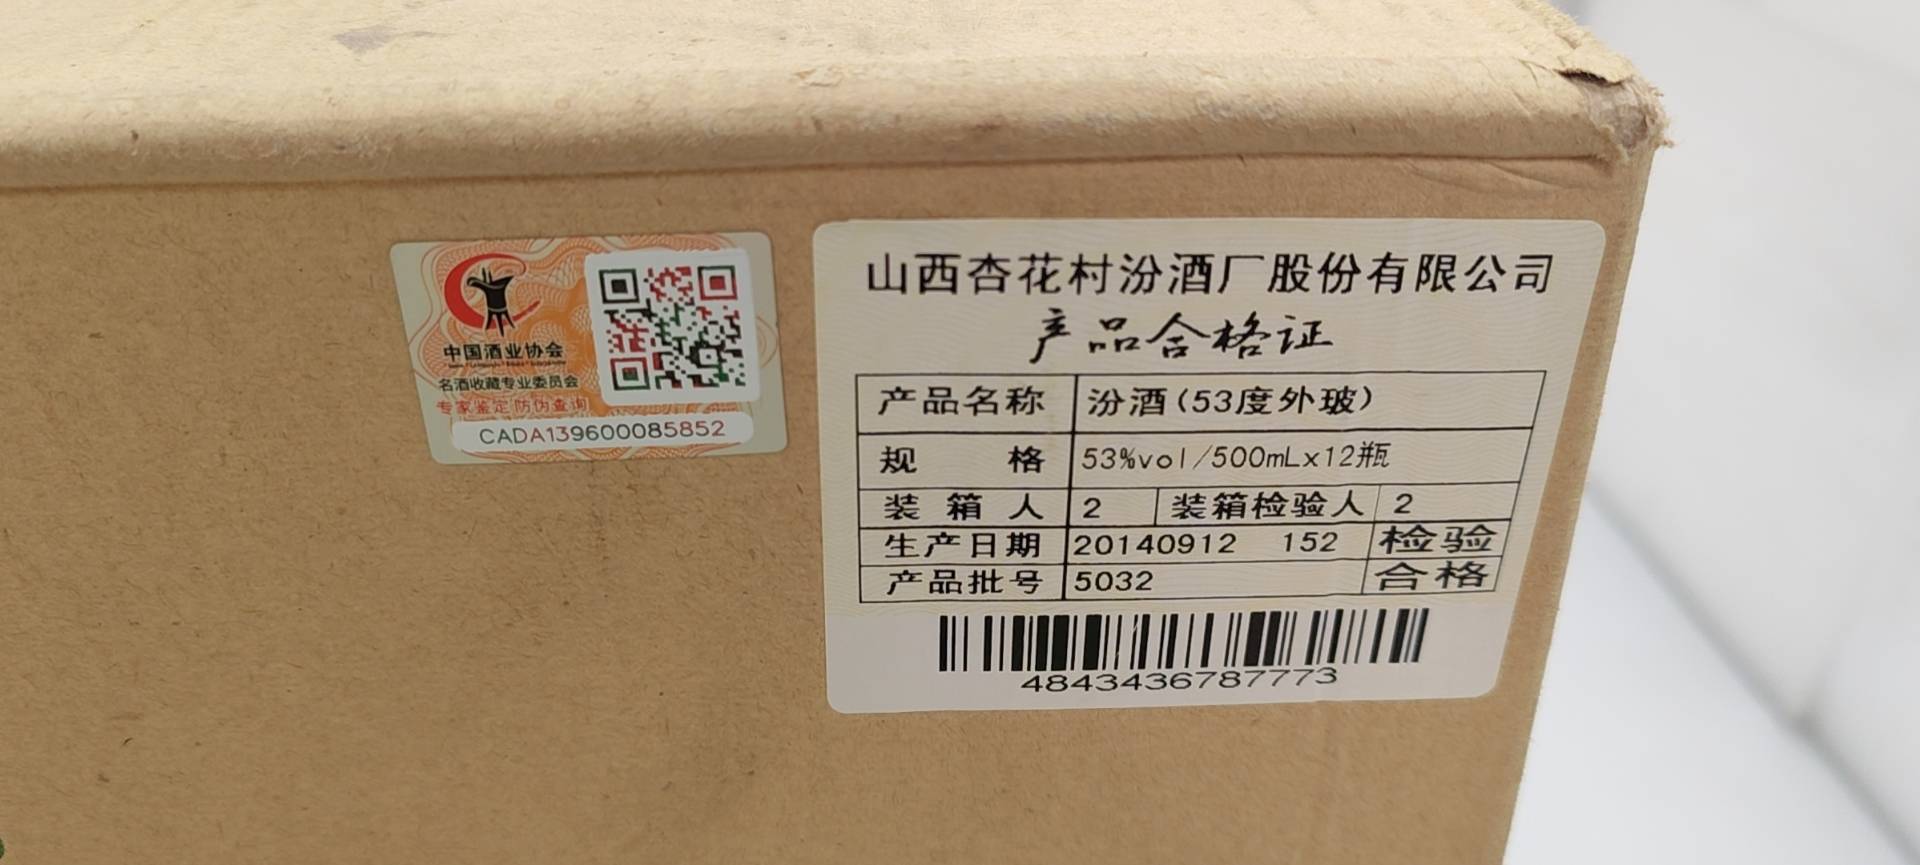 中国酒业协会
名酒收藏专业委员会
专家鉴定 防伪查询
CADA139600085852
山西杏花村汾酒厂股份有限公司
产品合格证
产品名称 汾酒(53度外玻)
规 格 53%vol/500mLx12瓶
装 箱 人 2 装箱检验人 2
生产日期 20140912 152 检验
产品批号 5032 合格
4843436787773